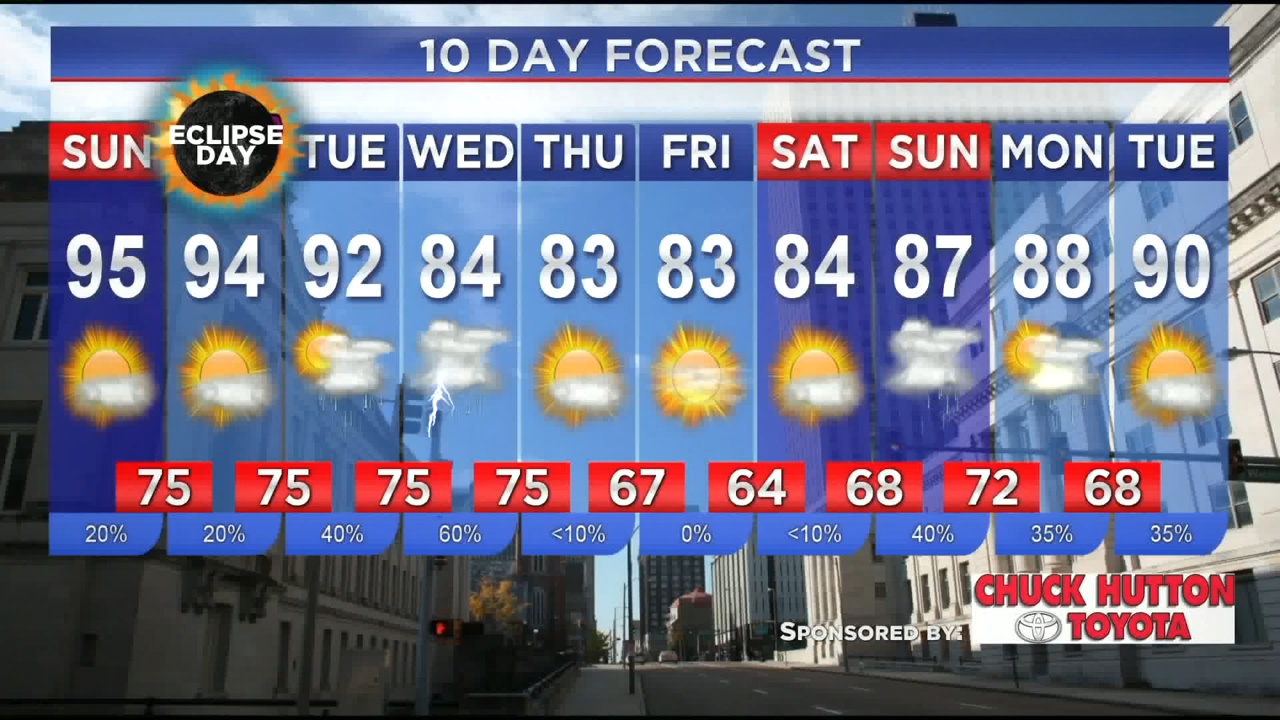 10 DAY FORECAST
SUN ECLIPSE DAY TUE WED THU FRI SAT SUN MON TUE
95 94 92 84 83 83 84 87 88 90
75 75 75 75 67 64 68 72 68
20% 20% 40% 60% <10% 0% <10% 40% 35% 35%
SPONSORED BY:
CHUCK HUTTON
TOYOTA